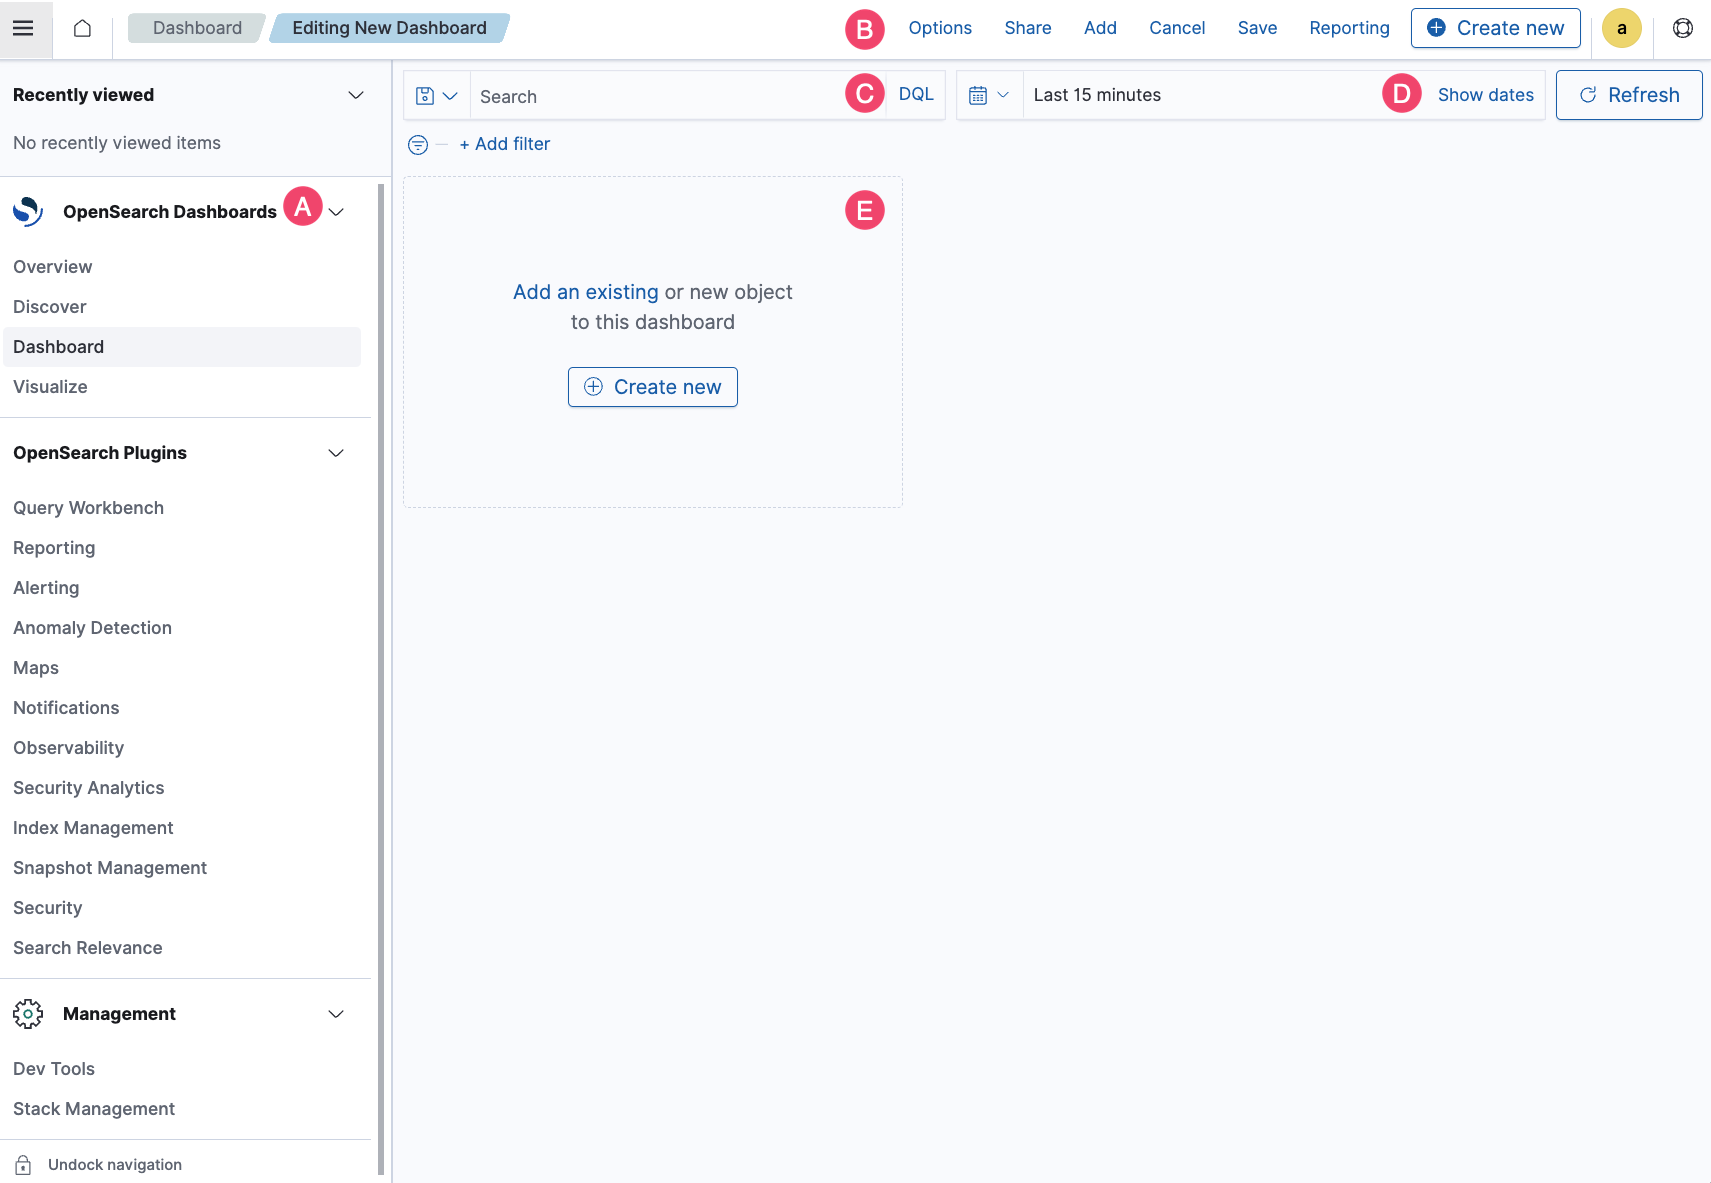 Dashboard
Editing New Dashboard
B
Options
Share
Add
Cancel
Save
Reporting
Create new
a
Recently viewed
No recently viewed items
Search
C
DQL
Last 15 minutes
D
Show dates
Refresh
+ Add filter
OpenSearch Dashboards
A
Overview
Discover
Dashboard
Visualize
OpenSearch Plugins
Query Workbench
Reporting
Alerting
Anomaly Detection
Maps
Notifications
Observability
Security Analytics
Index Management
Snapshot Management
Security
Search Relevance
Management
Dev Tools
Stack Management
Undock navigation
E
Add an existing or new object
to this dashboard
Create new